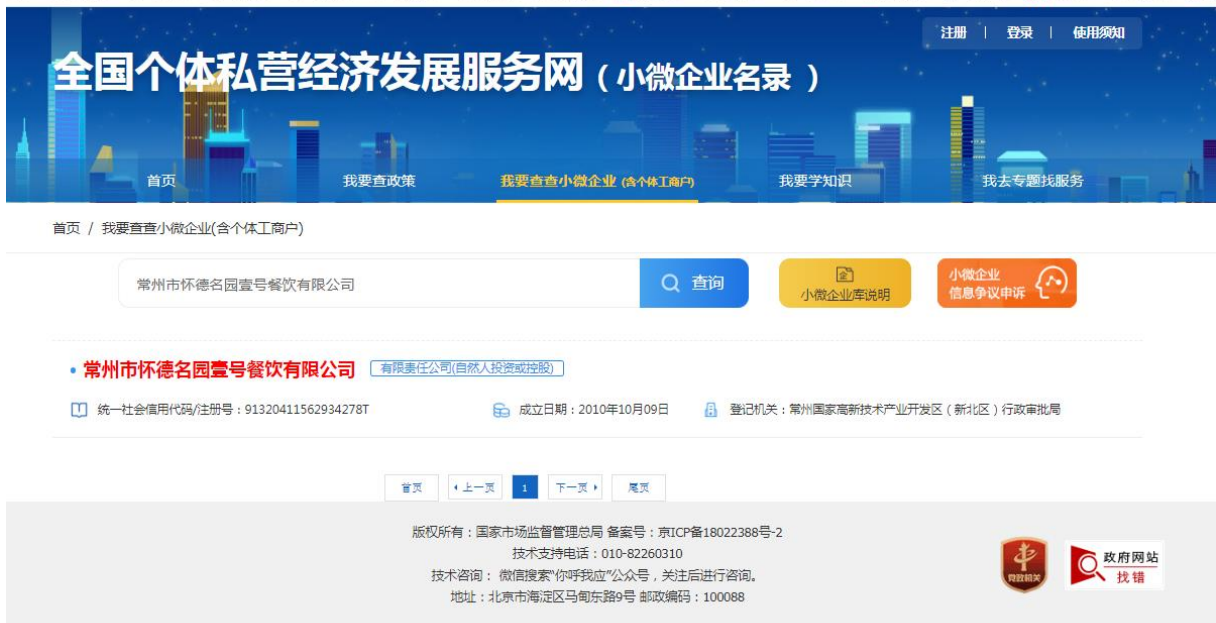 注册 | 登录 | 使用须知
全国个体私营经济发展服务网（小微企业名录 ）
首页 我要查政策 我要查查小微企业 (含个体工商户) 我要学知识 我去专题找服务
首页 / 我要查查小微企业(含个体工商户)
常州市怀德名园壹号餐饮有限公司 查询
小微企业库说明
小微企业
信息争议申诉
常州市怀德名园壹号餐饮有限公司 有限责任公司(自然人投资或控股)
统一社会信用代码/注册号：91320411562934278T 成立日期：2010年10月09日 登记机关：常州国家高新技术产业开发区（新北区）行政审批局
首页 上一页 1 下一页 尾页
版权所有：国家市场监督管理总局 备案号：京ICP备18022388号-2
技术支持电话：010-82260310
技术咨询： 微信搜索“你呼我应”公众号，关注后进行咨询。
地址：北京市海淀区马甸东路9号 邮政编码：100088
党政机关
政府网站
找错